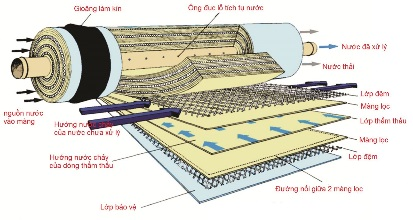 Gioăng làm kín
Ống đục lỗ tích tụ nước
Nước đã xử lý
Nước thải
nguồn nước
vào màng
Lớp đệm
Màng lọc
Lớp thẩm thấu
Hướng nước
của nước chưa xử lý
Hướng nước chảy
của dòng thẩm thấu
Màng lọc
Lớp đệm
Đường nối giữa 2 màng lọc
Lớp bảo vệ